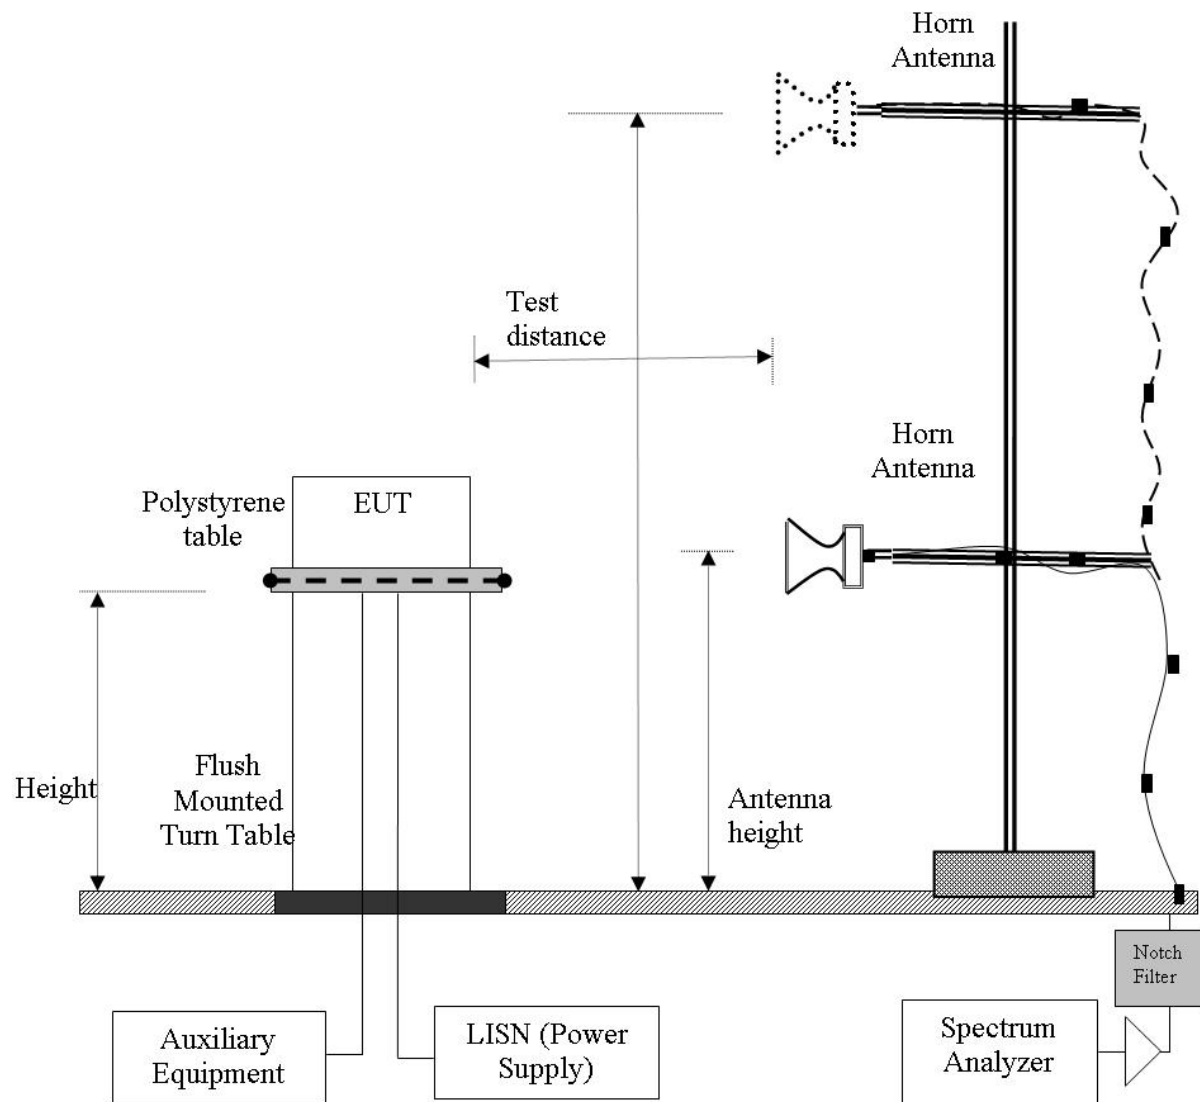 Horn
Antenna
Test
distance
Horn
Antenna
Polystyrene
table
EUT
Height
Flush
Mounted
Turn Table
Antenna
height
Notch
Filter
Auxiliary
Equipment
LISN (Power
Supply)
Spectrum
Analyzer